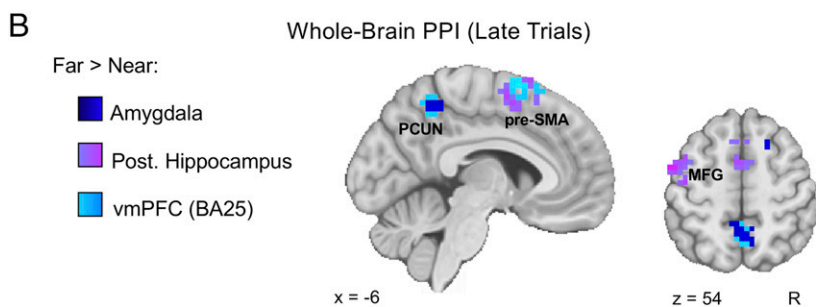 B
Whole-Brain PPI (Late Trials)
Far > Near:
Amygdala
Post. Hippocampus
vmPFC (BA25)
PCUN
pre-SMA
MFG
x = -6
z = 54
R